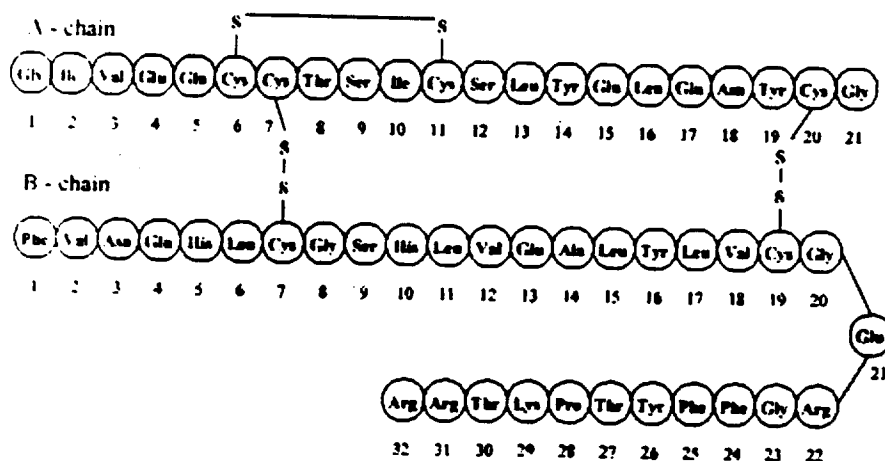 A - chain
S S
Gly Ile Val Glu Gln Cys Cys Thr Ser Ile Cys Ser Leu Tyr Gln Leu Glu Asn Tyr Cys Gly
1 2 3 4 5 6 7 8 9 10 11 12 13 14 15 16 17 18 19 20 21
S S
S S
B - chain
Phe Val Asn Gln His Leu Cys Gly Ser His Leu Val Glu Ala Leu Tyr Leu Val Cys Gly
1 2 3 4 5 6 7 8 9 10 11 12 13 14 15 16 17 18 19 20
Glu
21
Arg Arg Thr Lys Pro Thr Tyr Phe Phe Gly Arg
32 31 30 29 28 27 26 25 24 23 22